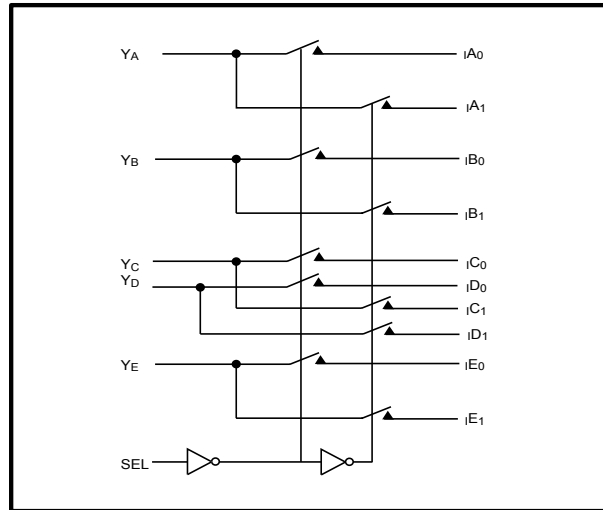 YA IA0
IA1
YB IB0
IB1
YC IC0
YD ID0
IC1
ID1
YE IE0
IE1
SEL